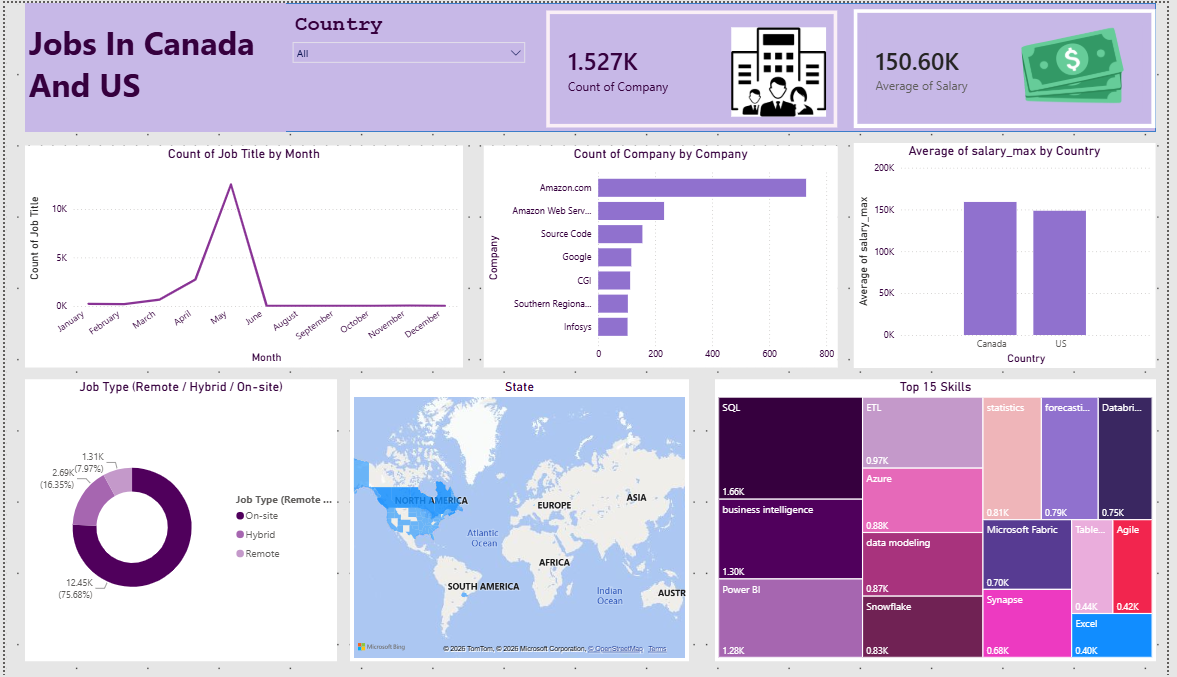 Jobs In Canada
And US
Country
All
1.527K
Count of Company
150.60K
Average of Salary
Count of Job Title by Month
Count of Job Title
10K
5K
0K
January
February
March
April
May
June
August
September
October
November
December
Month
Count of Company by Company
Company
Amazon.com
Amazon Web Serv...
Source Code
Google
CGI
Southern Regiona...
Infosys
0
200
400
600
800
Average of salary_max by Country
Average of salary_max
200K
150K
100K
50K
0K
Canada
US
Country
Job Type (Remote / Hybrid / On-site)
1.31K
(7.97%)
2.69K
(16.35%)
12.45K
(75.68%)
Job Type (Remote ...
On-site
Hybrid
Remote
State
NORTH AMERICA
EUROPE
ASIA
Atlantic
Ocean
AFRICA
SOUTH AMERICA
Indian
Ocean
AUSTR
Microsoft Bing
© 2026 TomTom, © 2026 Microsoft Corporation, © OpenStreetMap Terms
Top 15 Skills
SQL
1.66K
business intelligence
1.30K
Power BI
1.28K
ETL
0.97K
Azure
0.88K
data modeling
0.87K
Snowflake
0.83K
statistics
0.81K
forecasti...
0.79K
Databri...
0.75K
Microsoft Fabric
0.70K
Synapse
0.68K
Table...
0.44K
Agile
0.42K
Excel
0.40K